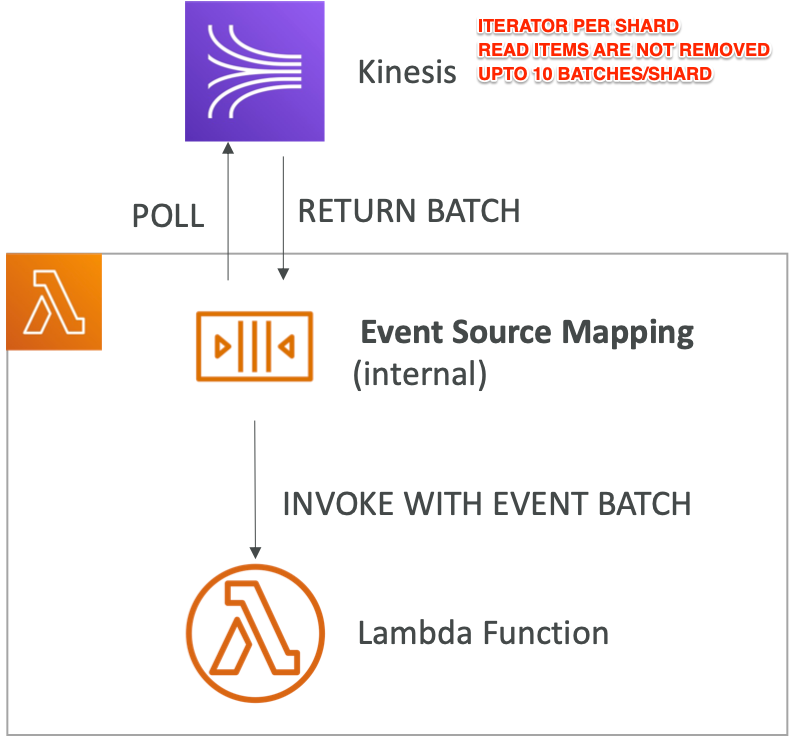 ITERATOR PER SHARD
READ ITEMS ARE NOT REMOVED
UPTO 10 BATCHES/SHARD
Kinesis
POLL
RETURN BATCH
Event Source Mapping
(internal)
INVOKE WITH EVENT BATCH
Lambda Function